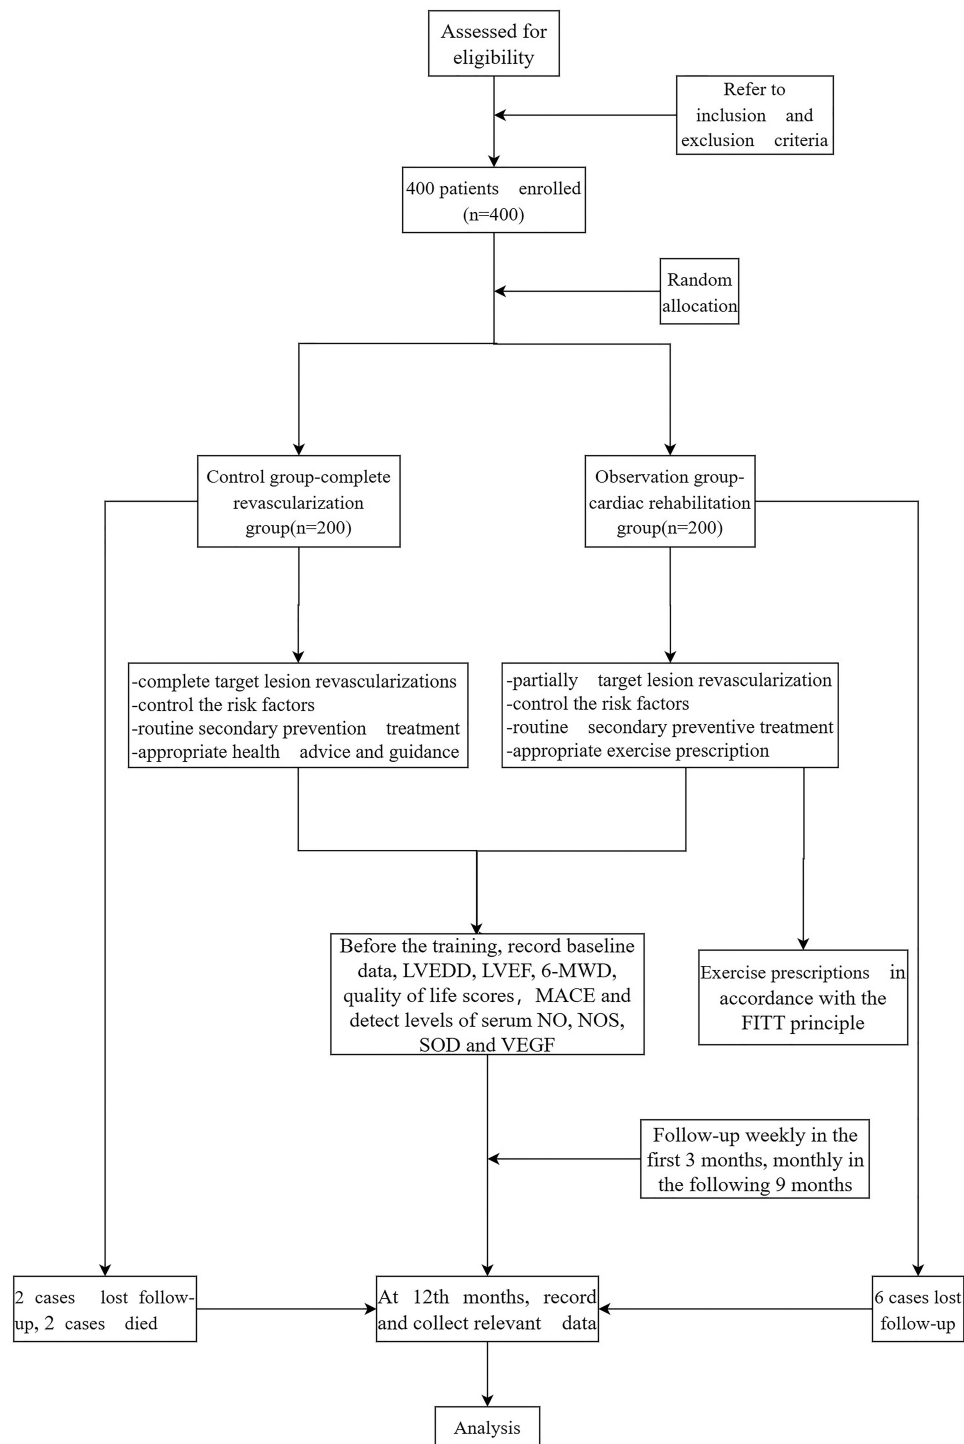 Assessed for
eligibility
Refer to
inclusion and
exclusion criteria
400 patients enrolled
(n=400)
Random
allocation
Control group-complete
revascularization
group(n=200)
Observation group-
cardiac rehabilitation
group(n=200)
-complete target lesion revascularizations
-control the risk factors
-routine secondary prevention treatment
-appropriate health advice and guidance
-partially target lesion revascularization
-control the risk factors
-routine secondary preventive treatment
-appropriate exercise prescription
Before the training, record baseline
data, LVEDD, LVEF, 6-MWD,
quality of life scores, MACE and
detect levels of serum NO, NOS,
SOD and VEGF
Exercise prescriptions in
accordance with the
FITT principle
Follow-up weekly in the
first 3 months, monthly in
the following 9 months
2 cases lost follow-
up, 2 cases died
At 12th months, record
and collect relevant data
6 cases lost
follow-up
Analysis